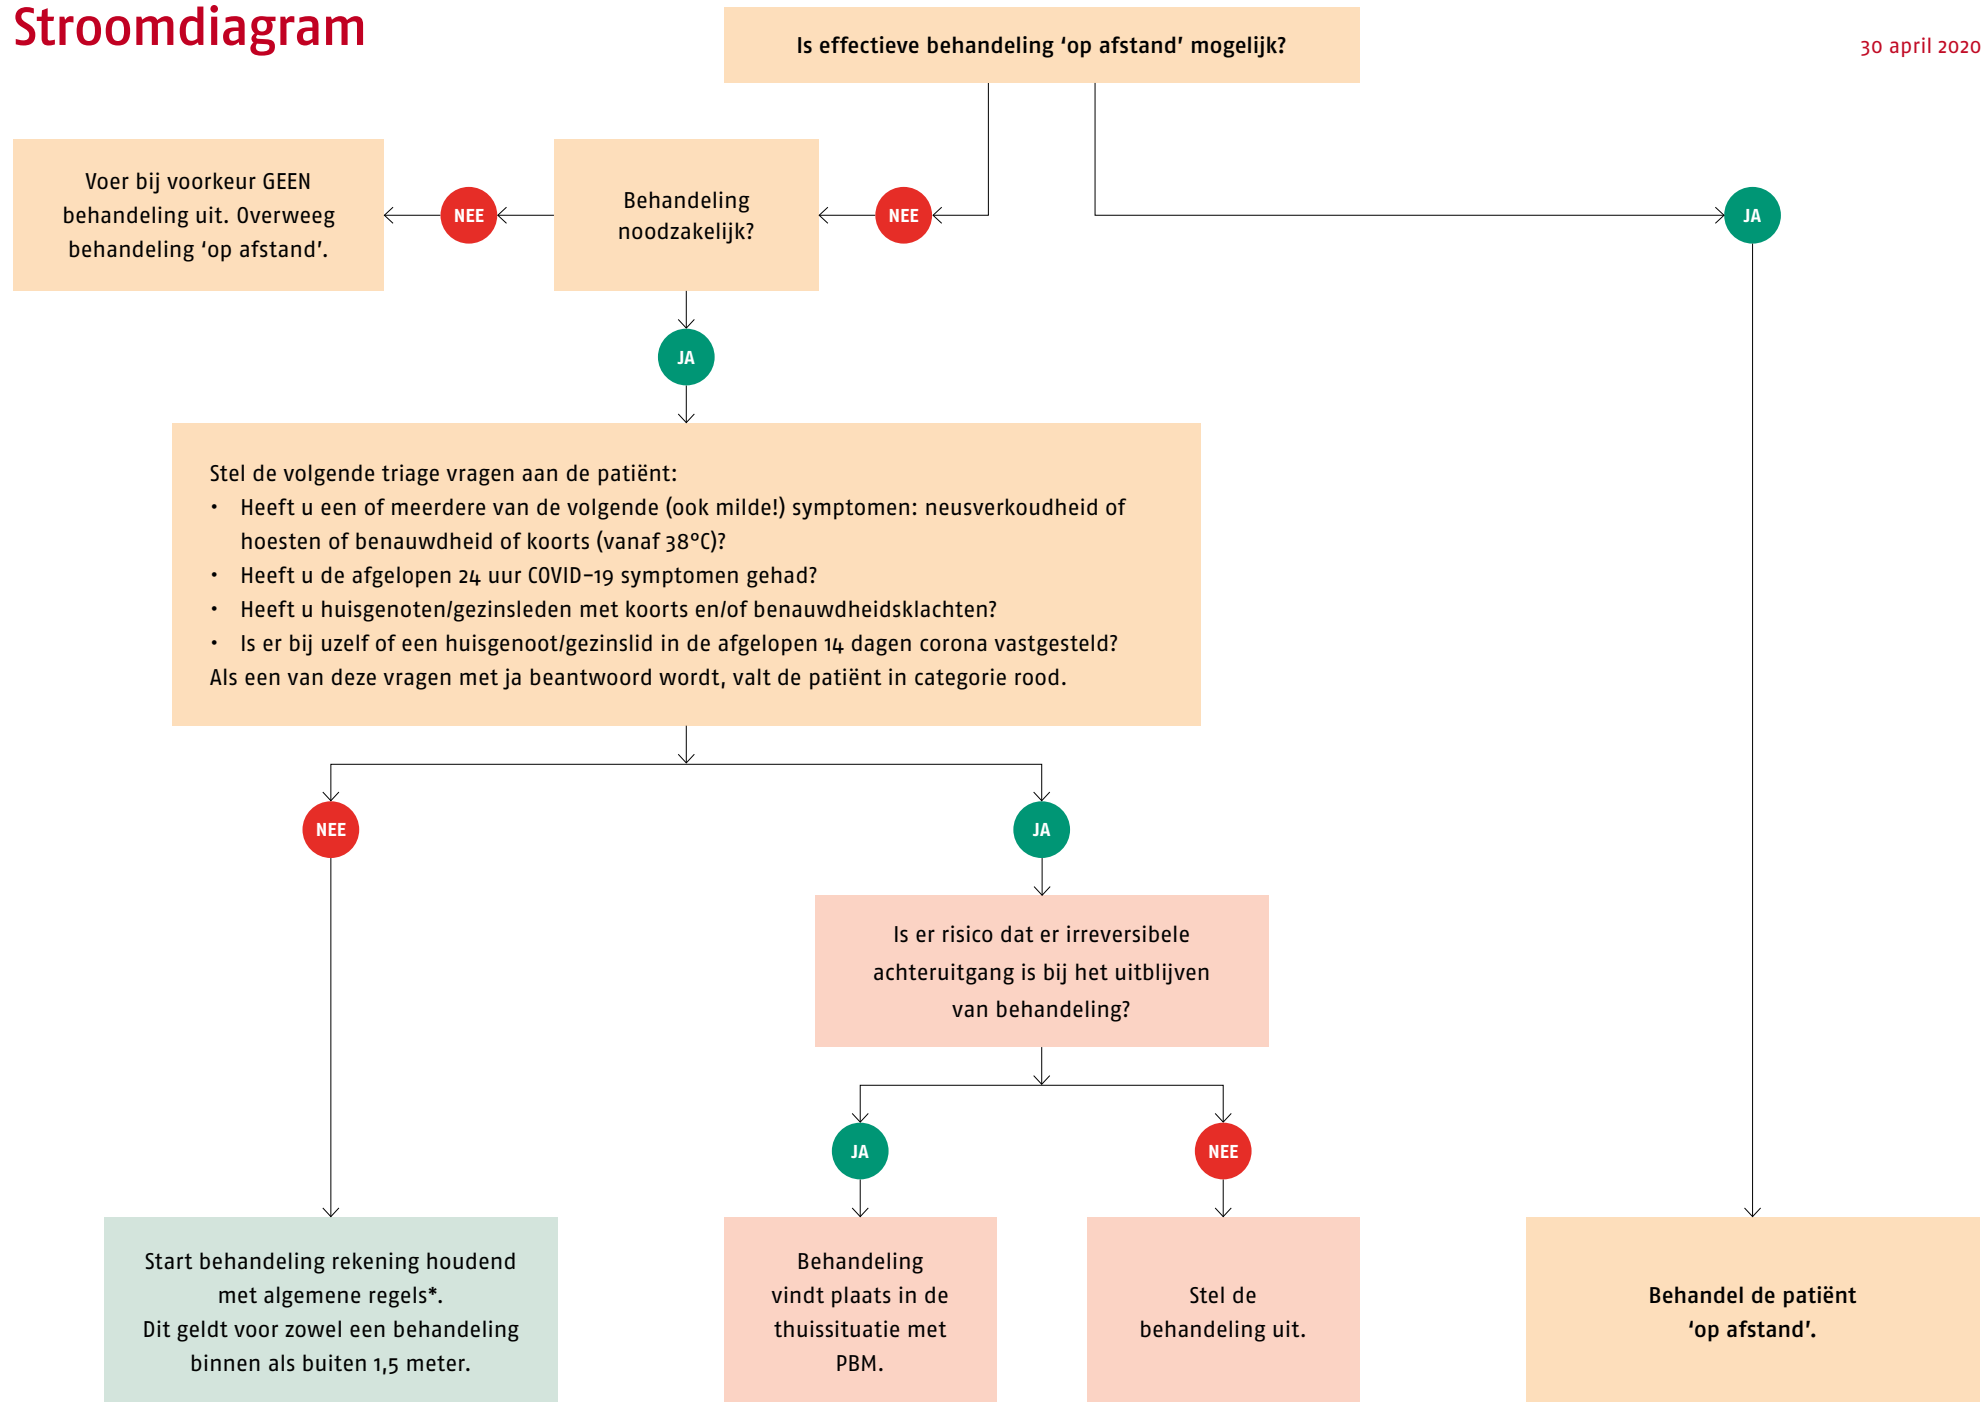 Stroomdiagram
Is effectieve behandeling ‘op afstand’ mogelijk?
30 april 2020
Voer bij voorkeur GEEN
behandeling uit. Overweeg
behandeling ‘op afstand’.
NEE
Behandeling
noodzakelijk?
NEE
JA
JA
Stel de volgende triage vragen aan de patiënt:
• Heeft u een of meerdere van de volgende (ook milde!) symptomen: neusverkoudheid of
hoesten of benauwdheid of koorts (vanaf 38°C)?
• Heeft u de afgelopen 24 uur COVID-19 symptomen gehad?
• Heeft u huisgenoten/gezinsleden met koorts en/of benauwdheidsklachten?
• Is er bij uzelf of een huisgenoot/gezinslid in de afgelopen 14 dagen corona vastgesteld?
Als een van deze vragen met ja beantwoord wordt, valt de patiënt in categorie rood.
NEE
JA
Is er risico dat er irreversibele
achteruitgang is bij het uitblijven
van behandeling?
JA
NEE
Start behandeling rekening houdend
met algemene regels*.
Dit geldt voor zowel een behandeling
binnen als buiten 1,5 meter.
Behandeling
vindt plaats in de
thuissituatie met
PBM.
Stel de
behandeling uit.
Behandel de patiënt
‘op afstand’.